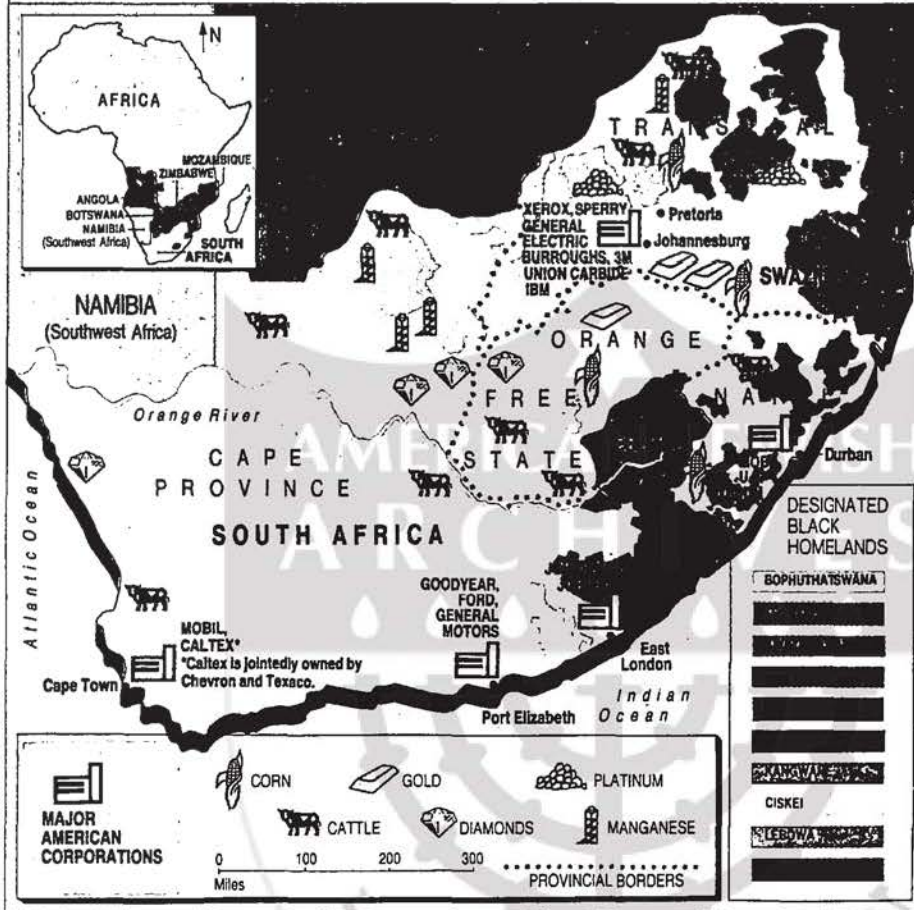 N
AFRICA
MOZAMBIQUE
ZIMBABWE
ANGOLA
BOTSWANA
NAMIBIA
(Southwest Africa)
SOUTH
AFRICA
TRANSVAAL
XEROX, SPERRY
GENERAL
ELECTRIC
BURROUGHS, 3M
UNION CARBIDE
IBM
Pretoria
Johannesburg
NAMIBIA
(Southwest Africa)
ORANGE
FREE
STATE
Orange River
CAPE
PROVINCE
SOUTH AFRICA
Atlantic Ocean
Durban
AMERICAN JEWISH
ARCHIVES
GOODYEAR,
FORD,
GENERAL
MOTORS
MOBIL,
CALTEX*
*Caltex is jointedly owned by
Chevron and Texaco.
Cape Town
East
London
Port Elizabeth
Indian
Ocean
DESIGNATED
BLACK
HOMELANDS
BOPHUTHATSWANA
KANGWANE
CISKEI
LEBOWA
MAJOR
AMERICAN
CORPORATIONS
CORN
GOLD
PLATINUM
CATTLE
DIAMONDS
MANGANESE
0 100 200 300
Miles
PROVINCIAL BORDERS